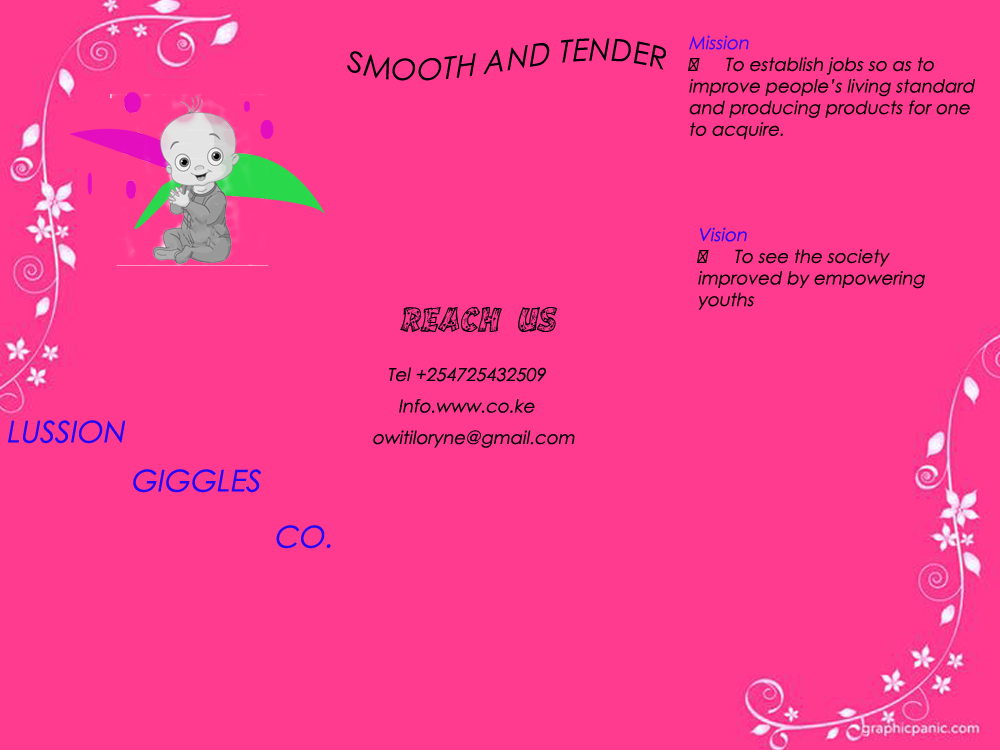 SMOOTH AND TENDER
Mission
To establish jobs so as to
improve people's living standard
and producing products for one
to acquire.
Vision
To see the society
improved by empowering
youths
REACH US
Tel +254725432509
Info.www.co.ke
owitiloryne@gmail.com
LUSSION
GIGGLES
CO.
graphicpanic.com